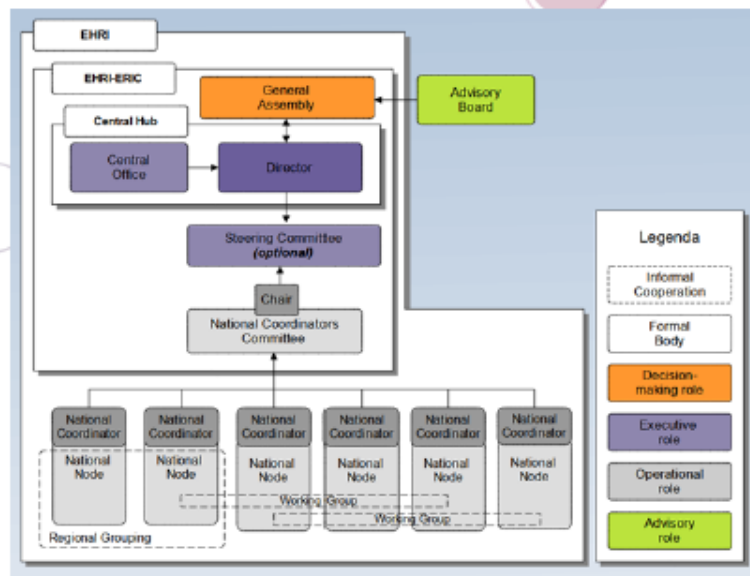 EHRI
EHRI-ERIC
General
Assembly
Advisory
Board
Central Hub
Central
Office
Director
Steering Committee
(optional)
Chair
National Coordinators
Committee
National
Coordinator
National
Coordinator
National
Coordinator
National
Coordinator
National
Coordinator
National
Coordinator
National
Node
National
Node
National
Node
National
Node
National
Node
National
Node
Working Group
Working Group
Regional Grouping
Legenda
Informal
Cooperation
Formal
Body
Decision-
making role
Executive
role
Operational
role
Advisory
role